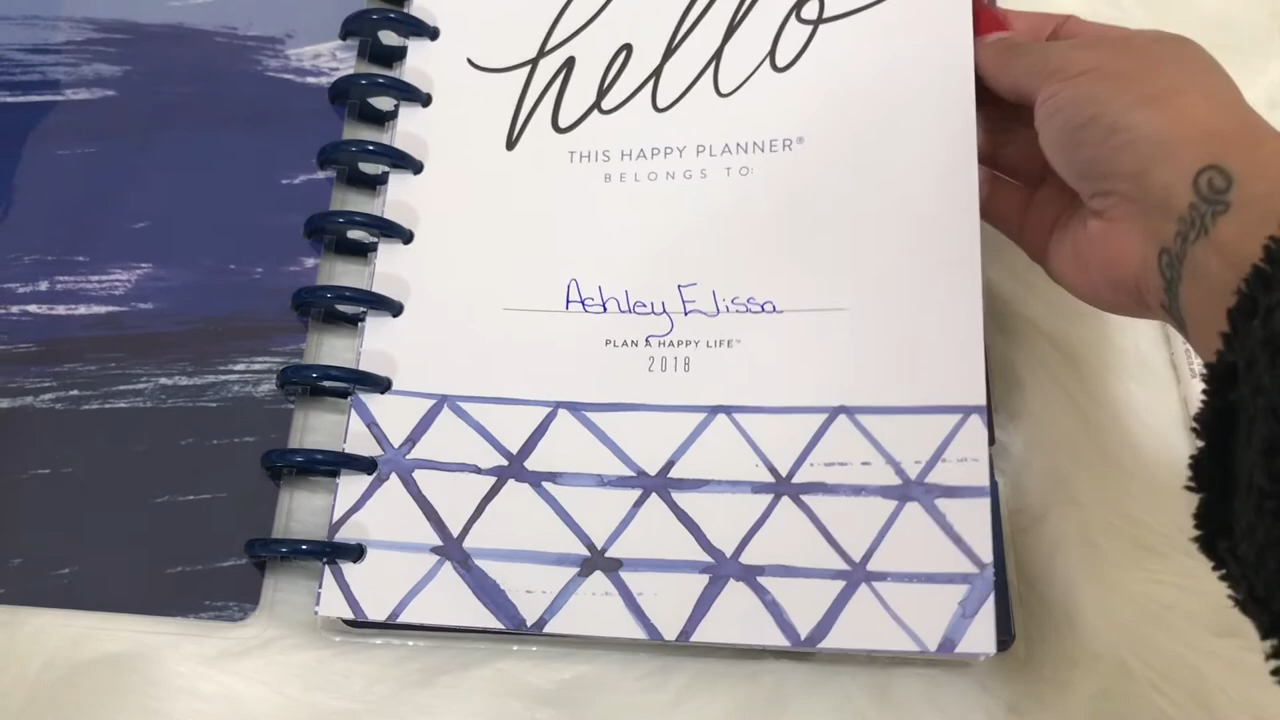 hello
THIS HAPPY PLANNER®
BELONGS TO:
Ashley Elissa
PLAN A HAPPY LIFE™
2018